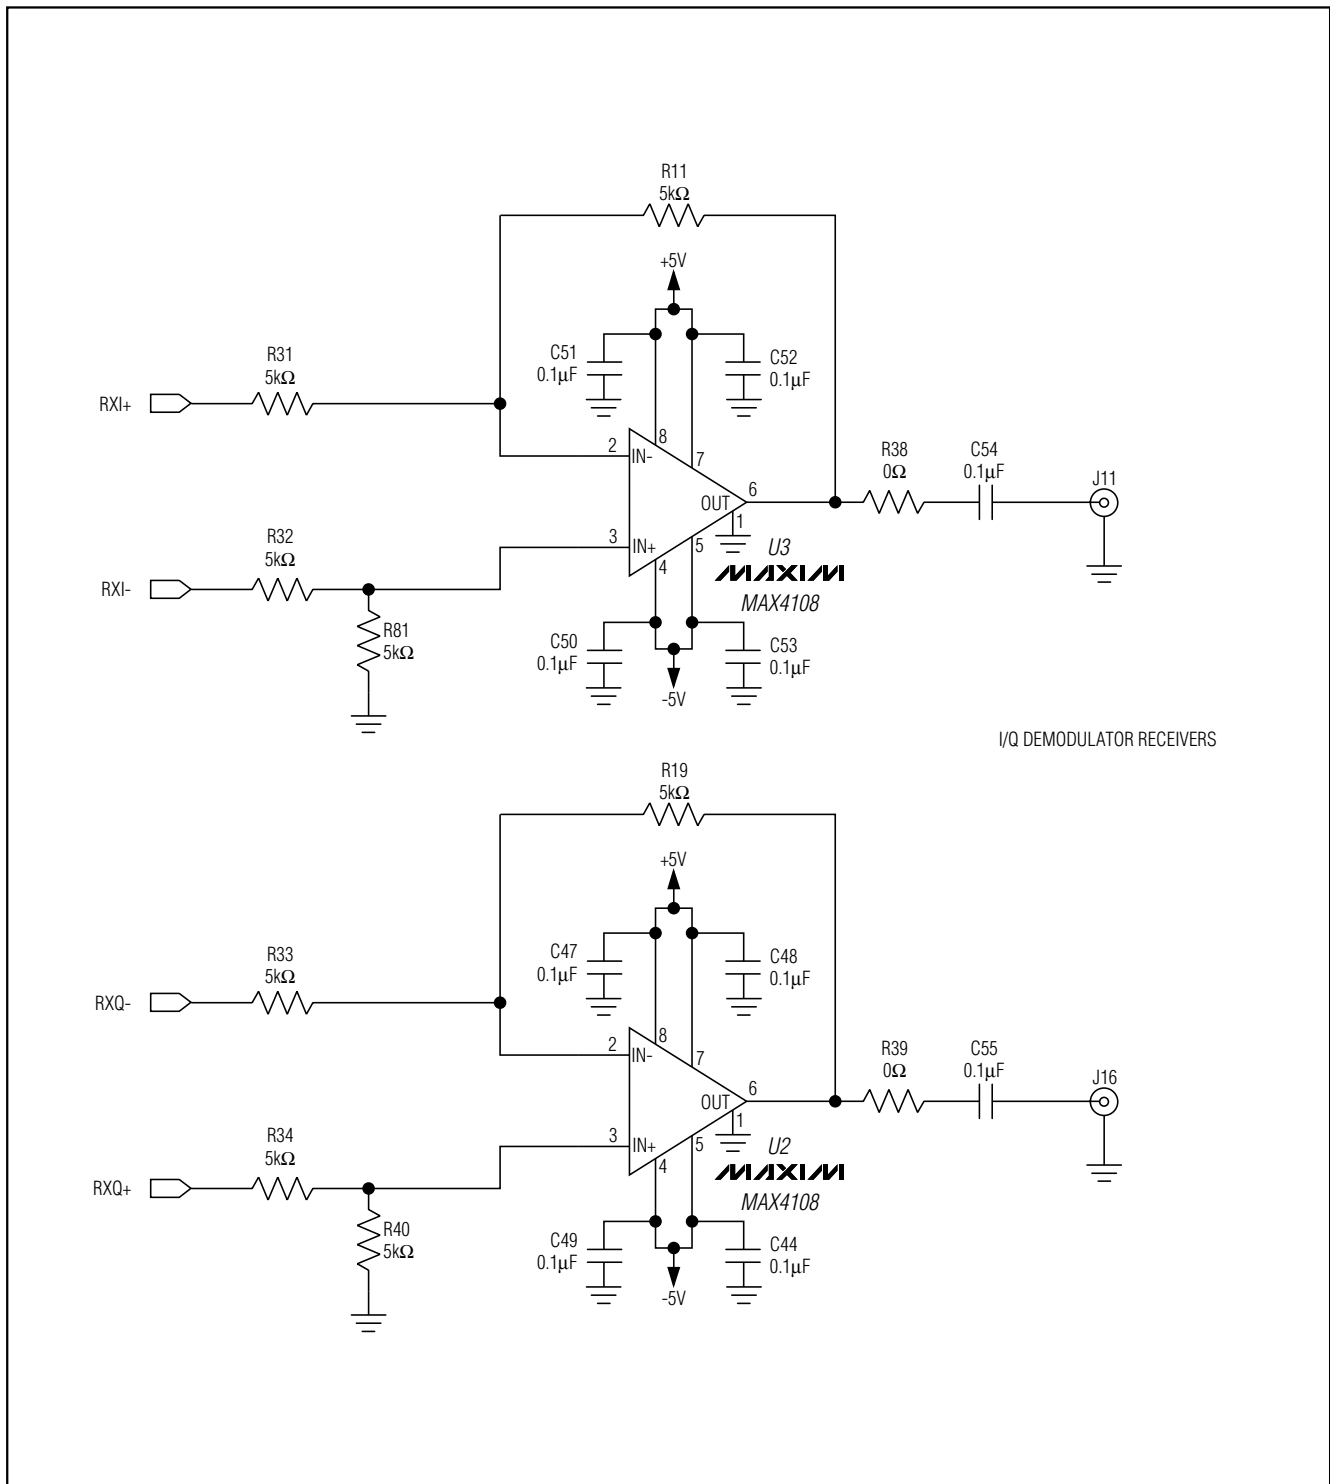 R11
5kΩ
+5V
C51
0.1μF
C52
0.1μF
R31
5kΩ
RXI+
2
IN-
8
7
R38
0Ω
C54
0.1μF
J11
OUT
6
1
R32
5kΩ
3
IN+
5
4
U3
MAXIM
MAX4108
RXI-
R81
5kΩ
C50
0.1μF
C53
0.1μF
-5V
I/Q DEMODULATOR RECEIVERS
R19
5kΩ
+5V
C47
0.1μF
C48
0.1μF
R33
5kΩ
RXQ-
2
IN-
8
7
R39
0Ω
C55
0.1μF
J16
OUT
6
1
R34
5kΩ
3
IN+
5
4
U2
MAXIM
MAX4108
RXQ+
R40
5kΩ
C49
0.1μF
C44
0.1μF
-5V